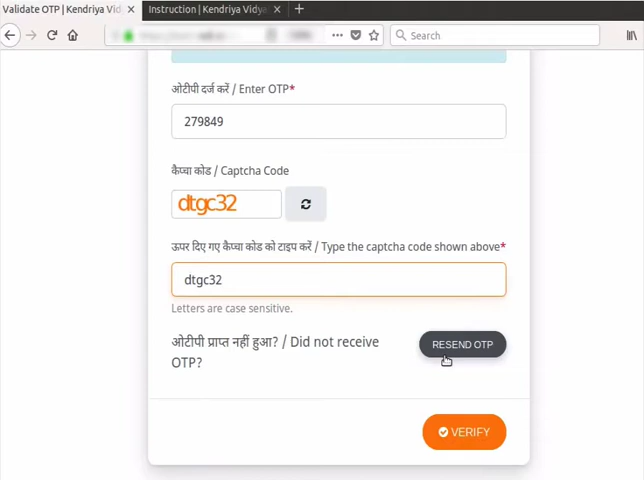 Validate OTP | Kendriya Vid
Instruction | Kendriya Vidya
Search
ओटीपी दर्ज करें / Enter OTP*
279849
कैप्चा कोड / Captcha Code
dtgc32
ऊपर दिए गए कैप्चा कोड को टाइप करें / Type the captcha code shown above*
dtgc32
Letters are case sensitive.
ओटीपी प्राप्त नहीं हुआ? / Did not receive
OTP?
RESEND OTP
VERIFY